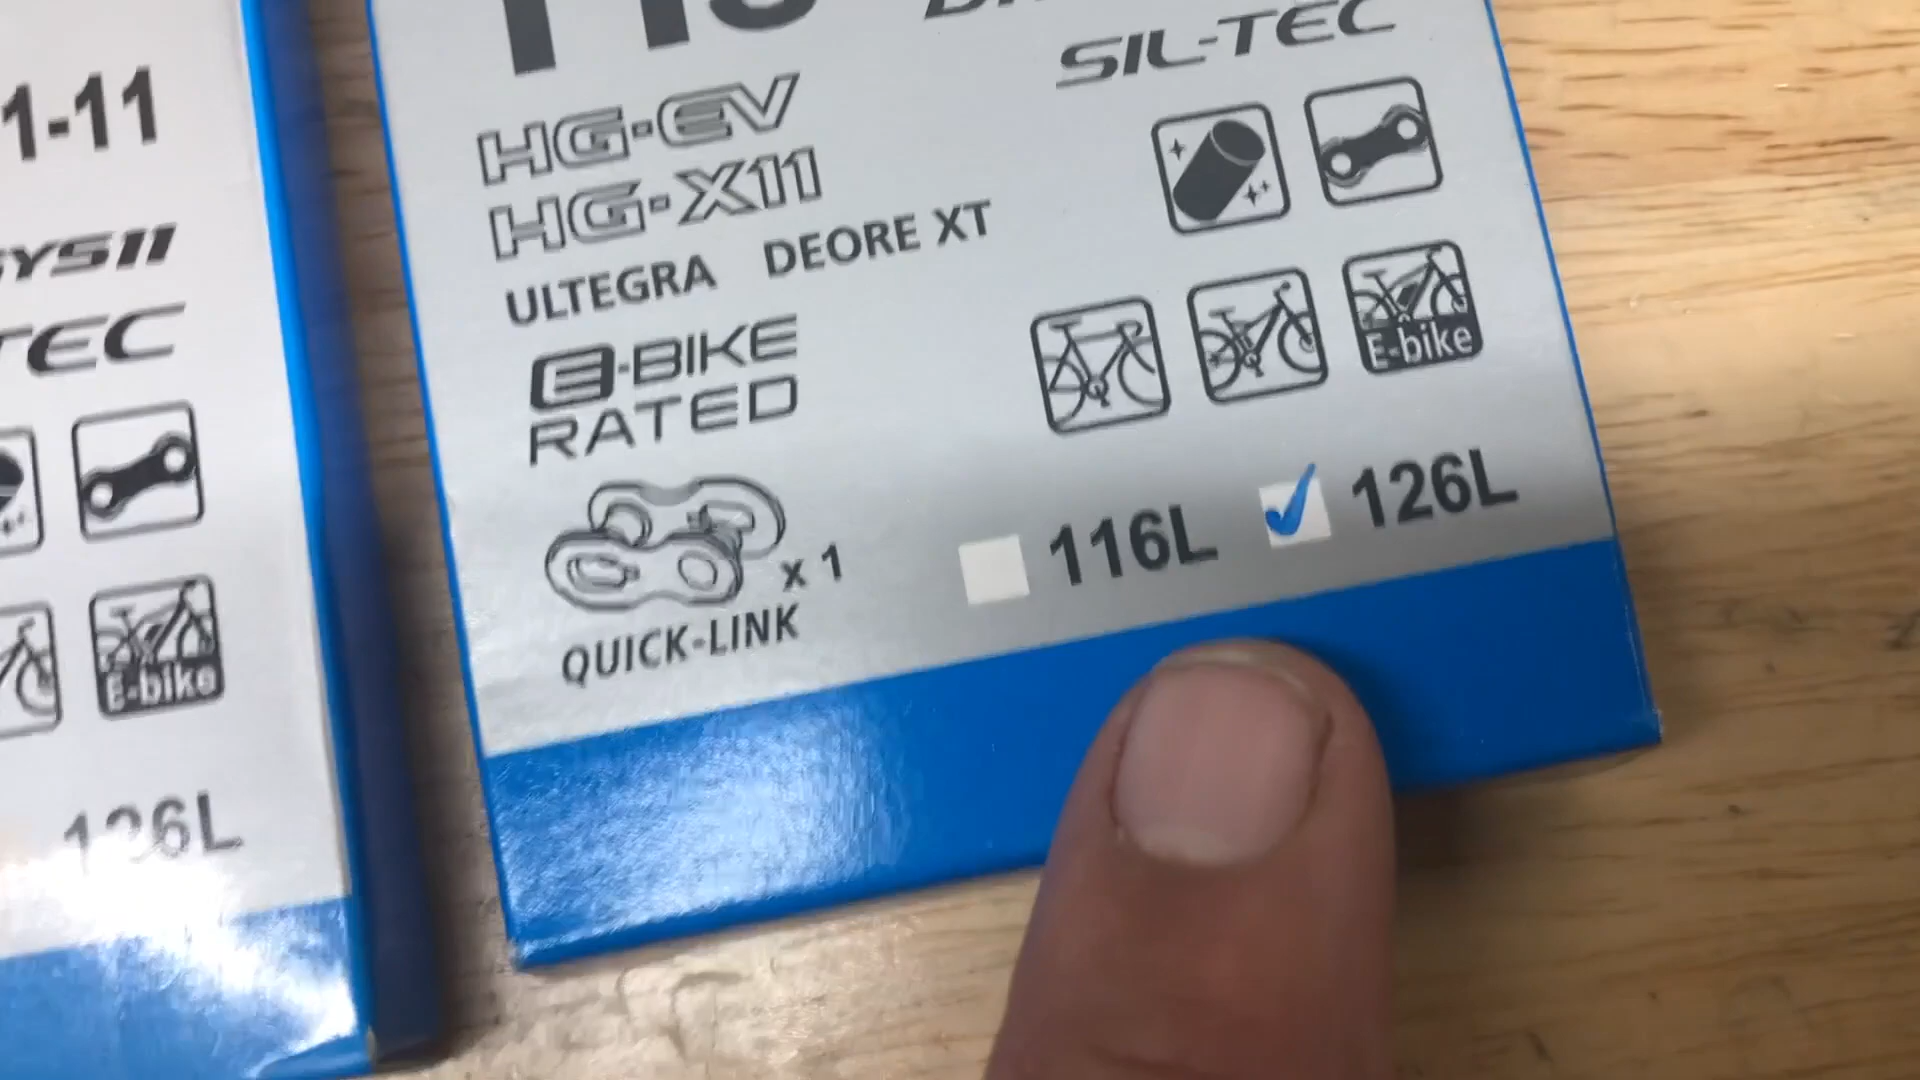 1-11
SYSII
TEC
E-bike
126L
SIL-TEC
HG-EV
HG-X11
ULTEGRA DEORE XT
E-BIKE
RATED
E-bike
x 1
QUICK-LINK
116L 126L